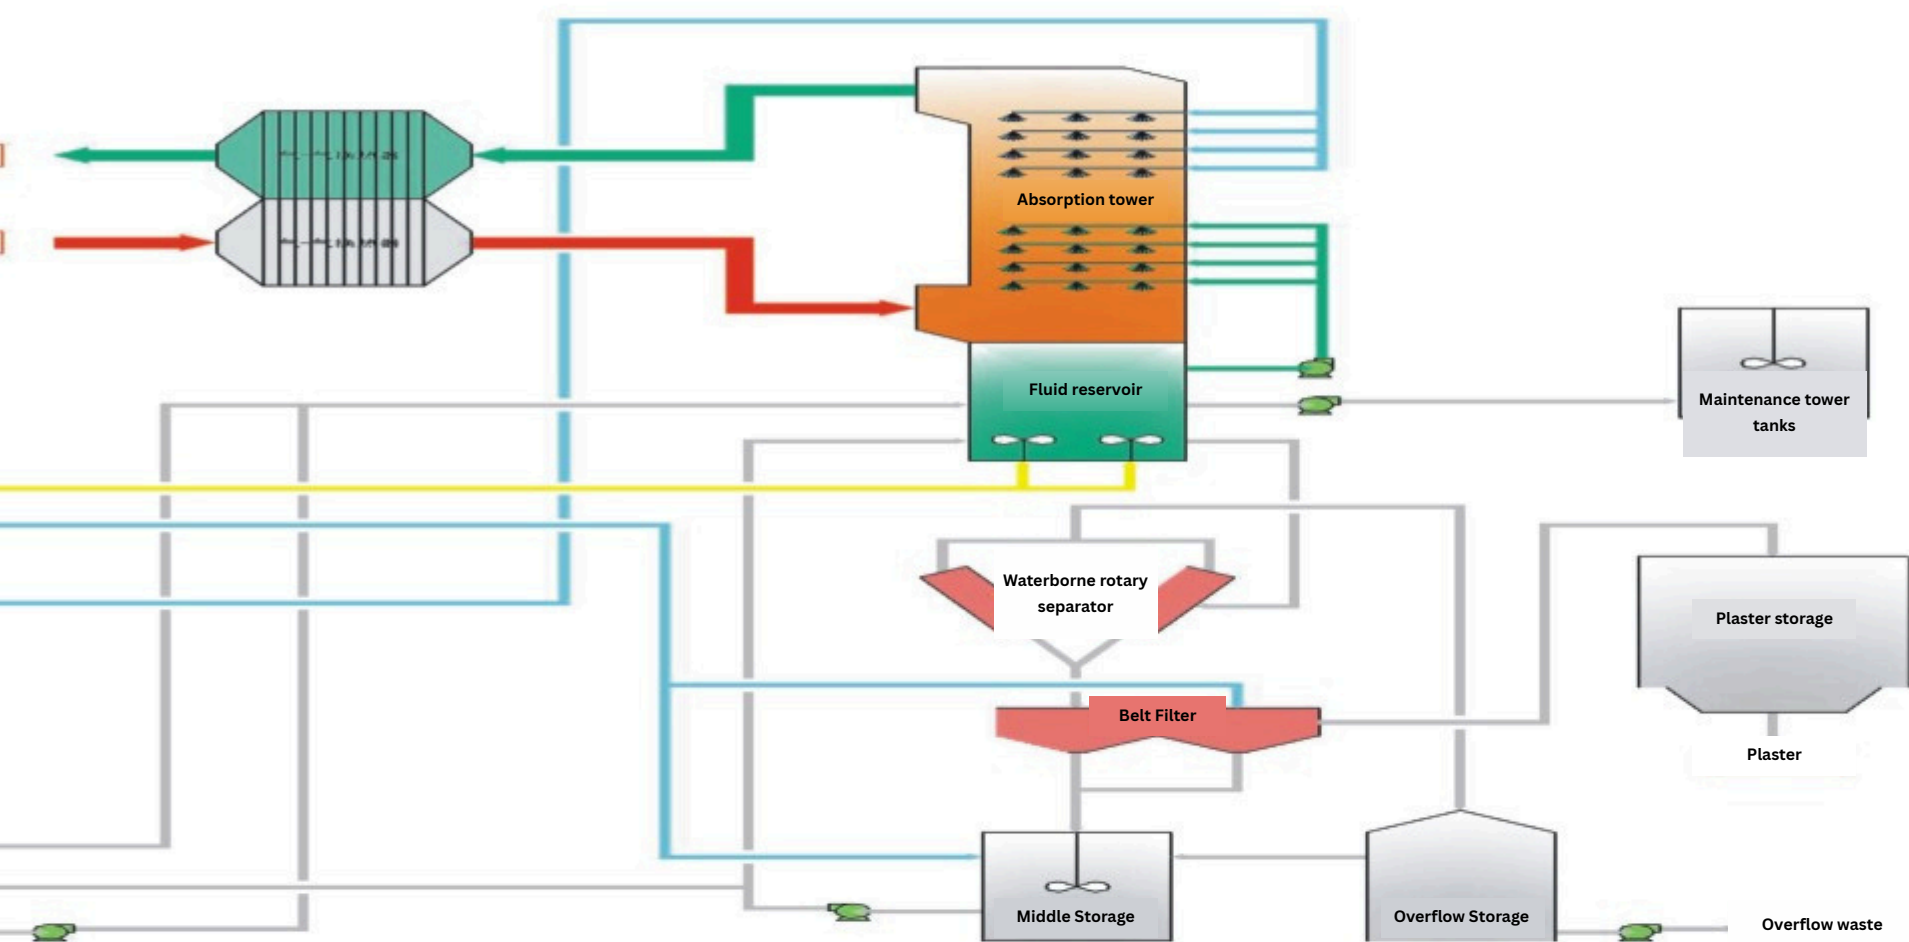 Absorption tower
Fluid reservoir
Maintenance tower
tanks
Waterborne rotary
separator
Plaster storage
Belt Filter
Plaster
Middle Storage
Overflow Storage
Overflow waste